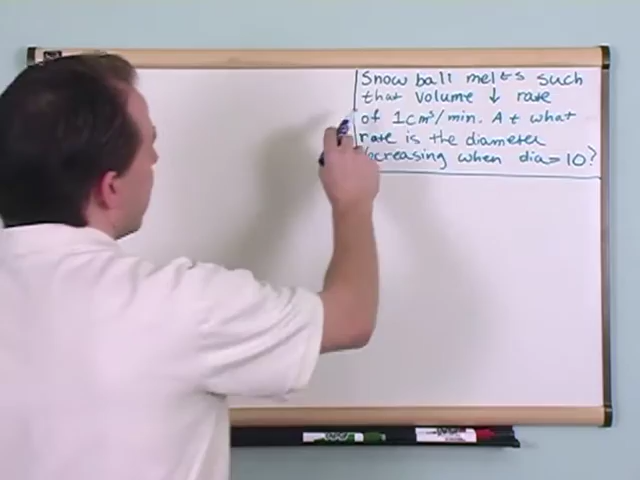 Snow ball melts such
that volume ↓ rate
of 1cm³/min. At what
rate is the diameter
decreasing when dia=10?